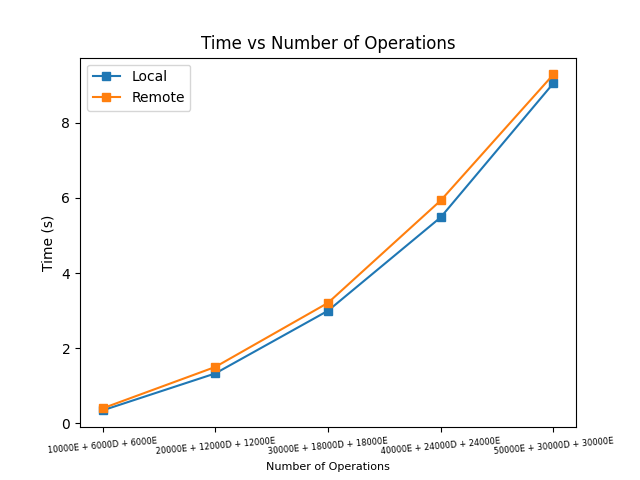 Time vs Number of Operations
Local
Remote
Time (s)
8
6
4
2
0
10000E + 6000D + 6000E
20000E + 12000D + 12000E
30000E + 18000D + 18000E
40000E + 24000D + 24000E
50000E + 30000D + 30000E
Number of Operations